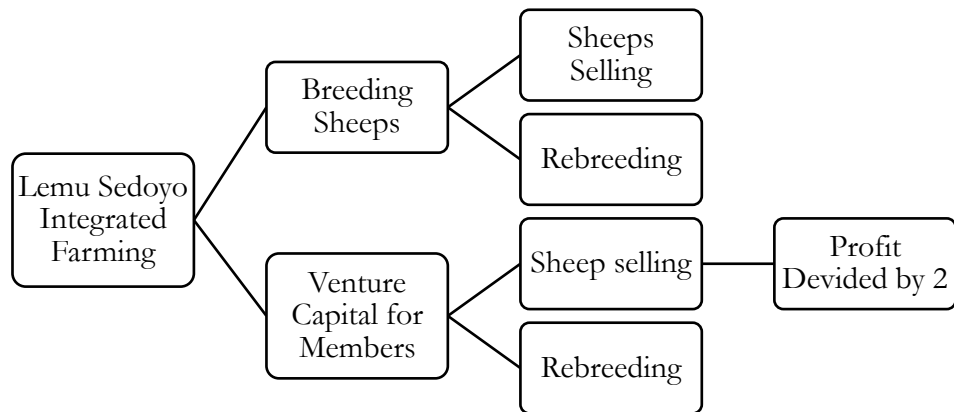 Lemu Sedoyo
Integrated
Farming
Breeding
Sheeps
Sheeps
Selling
Rebreeding
Venture
Capital for
Members
Sheep selling
Rebreeding
Profit
Devided by 2